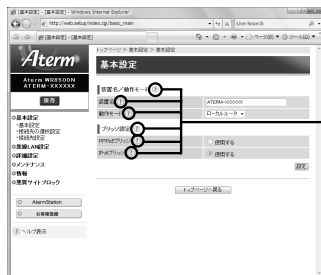 [基本設定] - [基本設定] - Windows Internet Explorer
http://web.setup/index.cgi/basic_main
Live Search
[基本設定] - [基本設定]
ページ(P)
ツール(O)
トップページ > 基本設定 > 基本設定
Aterm
基本設定
Aterm WR8500N
ATERM-XXXXXX
保存
基本設定
・基本設定
・接続先の選択設定
・接続先設定
無線LAN設定
詳細設定
メンテナンス
情報
悪質サイトブロック
AtermStation
お客様登録
? ヘルプ表示
装置名／動作モード ?
装置名 ?
ATERM-XXXXXX
動作モード ?
ローカルルータ
ブリッジ設定 ?
PPPoEブリッジ ?
使用する
IPv6ブリッジ ?
使用する
設定
トップページへ戻る